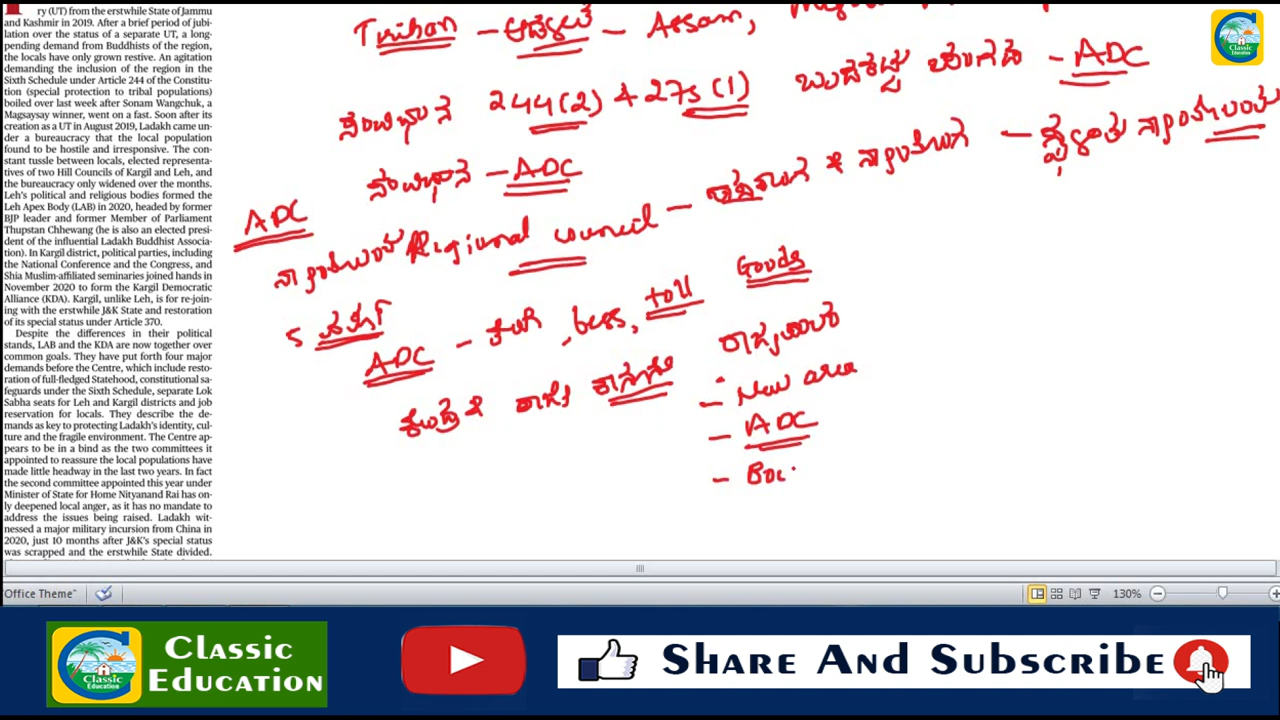 ry (UT) from the erstwhile State of Jammu
and Kashmir in 2019. After a brief period of jubi-
lation over the status of a separate UT, a long-
pending demand from Buddhists of the region,
the locals have only grown restive. An agitation
demanding the inclusion of the region in the
Sixth Schedule under Article 244 of the Constitu-
tion (special protection to tribal populations)
boiled over last week after Sonam Wangchuk, a
Magsaysay winner, went on a fast. Soon after its
creation as a UT in August 2019, Ladakh came un-
der a bureaucracy that the local population
found to be hostile and irresponsive. The con-
stant tussle between locals, elected representa-
tives of two Hill Councils of Kargil and Leh, and
the bureaucracy only widened over the months.
Leh's political and religious bodies formed the
Leh Apex Body (LAB) in 2020, headed by former
BJP leader and former Member of Parliament
Thupstan Chhewang (he is also an elected presi-
dent of the influential Ladakh Buddhist Associa-
tion). In Kargil district, political parties, including
the National Conference and the Congress, and
Shia Muslim-affiliated seminaries joined hands in
November 2020 to form the Kargil Democratic
Alliance (KDA). Kargil, unlike Leh, is for re-join-
ing with the erstwhile J&K State and restoration
of its special status under Article 370.
Despite the differences in their political
stands, LAB and the KDA are now together over
common goals. They have put forth four major
demands before the Centre, which include resto-
ration of full-fledged Statehood, constitutional sa-
feguards under the Sixth Schedule, separate Lok
Sabha seats for Leh and Kargil districts and job
reservation for locals. They describe the de-
mands as key to protecting Ladakh's identity, cul-
ture and the fragile environment. The Centre ap-
pears to be in a bind as the two committees it
appointed to reassure the local populations have
made little headway in the last two years. In fact
the second committee appointed this year under
Minister of State for Home Nityanand Rai has on-
ly deepened local anger, as it has no mandate to
address the issues being raised. Ladakh wit-
nessed a major military incursion from China in
2020, just 10 months after J&K's special status
was scrapped and the erstwhile State divided.
– Assam,
ಸಂವಿಧಾನ 244(2) + 275(1) ಬುಡಕಟ್ಟು – ADC
ಸಂವಿಧಾನ – ADC
ADC
Regional council –
Goods
5
ADC – , cess, toll
ಕೇಂದ್ರ & ರಾಜ್ಯ
ರಾಜ್ಯಪಾಲರ
– New area
– ADC
Classic
Education
Office Theme"
130%
Classic
Education
Share And Subscribe